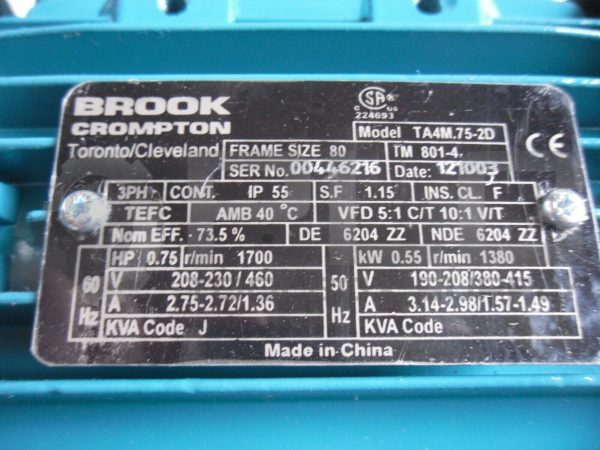 BROOK
CROMPTON
Toronto/Cleveland
SA
c us
224693
CE
Model TA4M.75-2D
FRAME SIZE 80 TM 801-4
SER No. 00446216 Date: 121003
3PH CONT. IP 55 S.F 1.15 INS. CL. F
TEFC AMB 40 °C VFD 5:1 C/T 10:1 V/T
Nom EFF. 73.5 % DE 6204 ZZ NDE 6204 ZZ
60 Hz
HP 0.75 r/min 1700
V 208-230 / 460
A 2.75-2.72/1.36
KVA Code J
50 Hz
kW 0.55 r/min 1380
V 190-208/380-415
A 3.14-2.98/1.57-1.49
KVA Code
Made in China